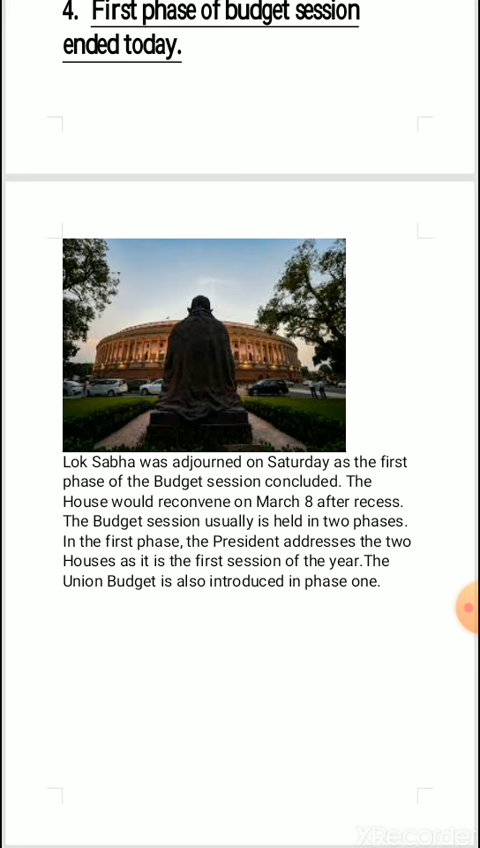 4. First phase of budget session
ended today.
Lok Sabha was adjourned on Saturday as the first
phase of the Budget session concluded. The
House would reconvene on March 8 after recess.
The Budget session usually is held in two phases.
In the first phase, the President addresses the two
Houses as it is the first session of the year.The
Union Budget is also introduced in phase one.
XRecorder